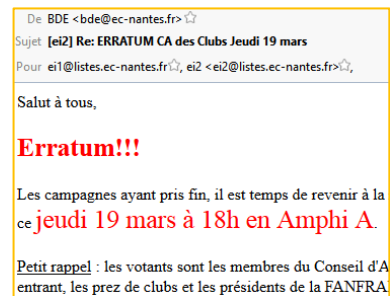 De BDE <bde@ec-nantes.fr>
Sujet [ei2] Re: ERRATUM CA des Clubs Jeudi 19 mars
Pour ei1@listes.ec-nantes.fr, ei2 <ei2@listes.ec-nantes.fr>,
Salut à tous,
Erratum!!!
Les campagnes ayant pris fin, il est temps de revenir à la
ce jeudi 19 mars à 18h en Amphi A.
Petit rappel : les votants sont les membres du Conseil d'A
entrant, les prez de clubs et les présidents de la FANFRA